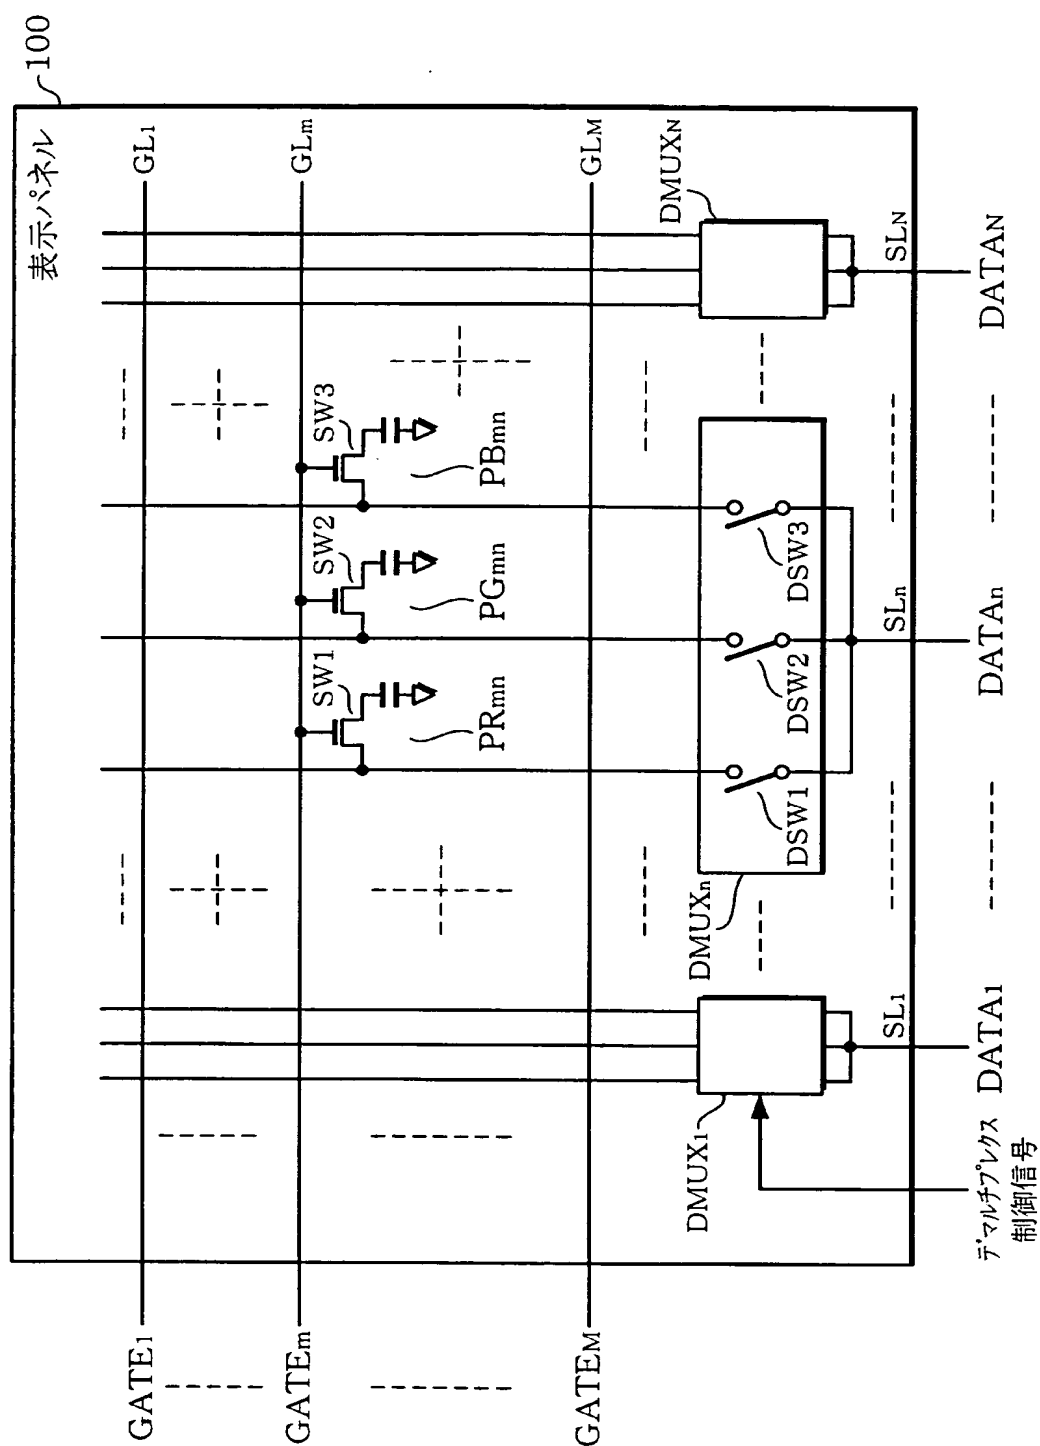 100
表示パネル
GL1
GLm
GLM
SW1
SW2
SW3
PRmn
PGmn
PBmn
DMUX1
DMUXn
DMUXN
DSW1
DSW2
DSW3
SL1
SLn
SLN
GATE1
GATEm
GATEM
デマルチプレクス
制御信号
DATA1
DATAn
DATAN